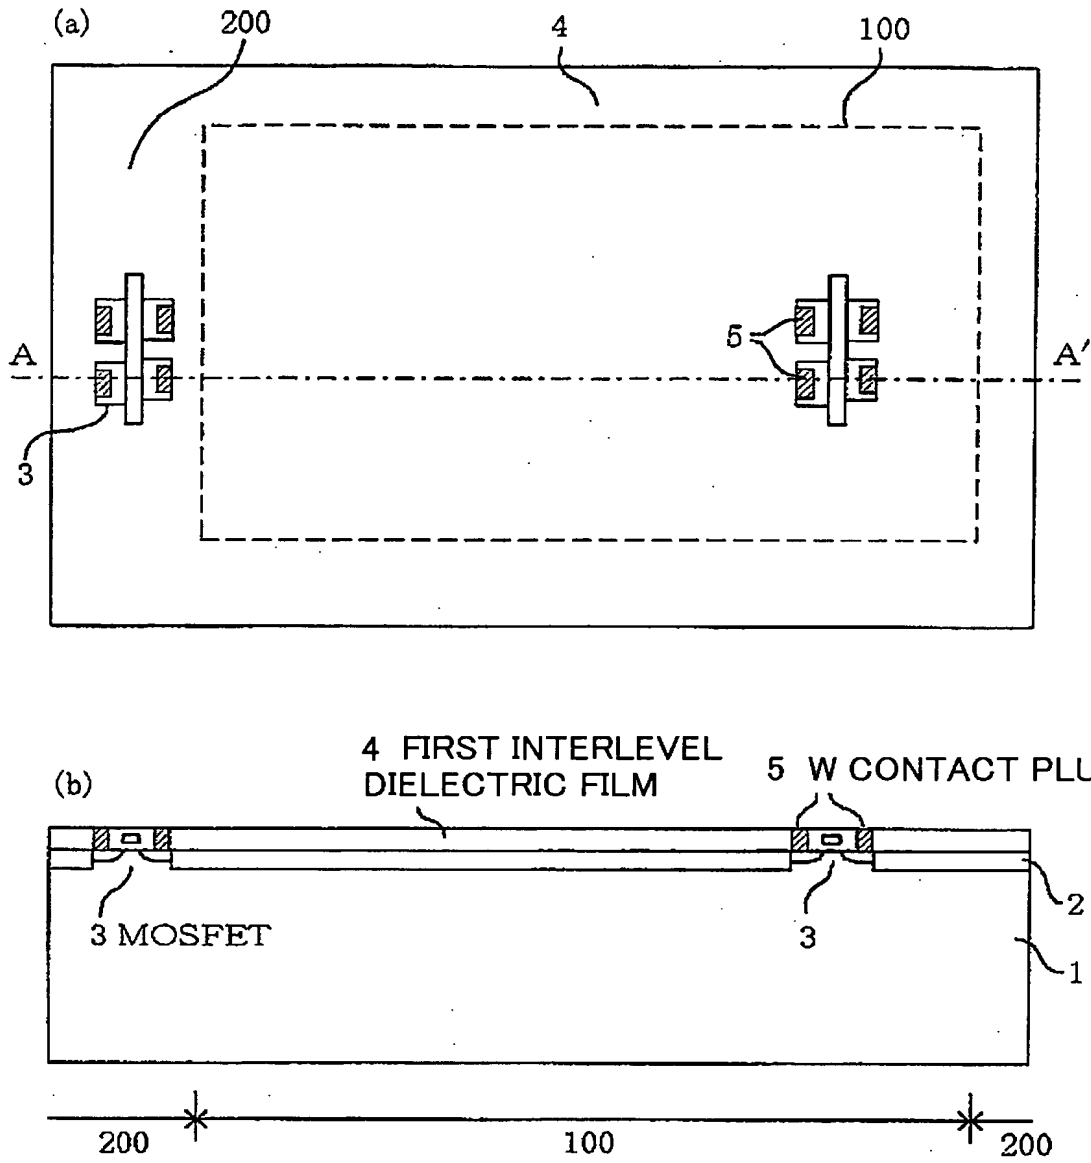 (a)
200
4
100
5
A
A'
3
4 FIRST INTERLEVEL
DIELECTRIC FILM
5 W CONTACT PLU
(b)
2
3 MOSFET
3
1
200
100
200